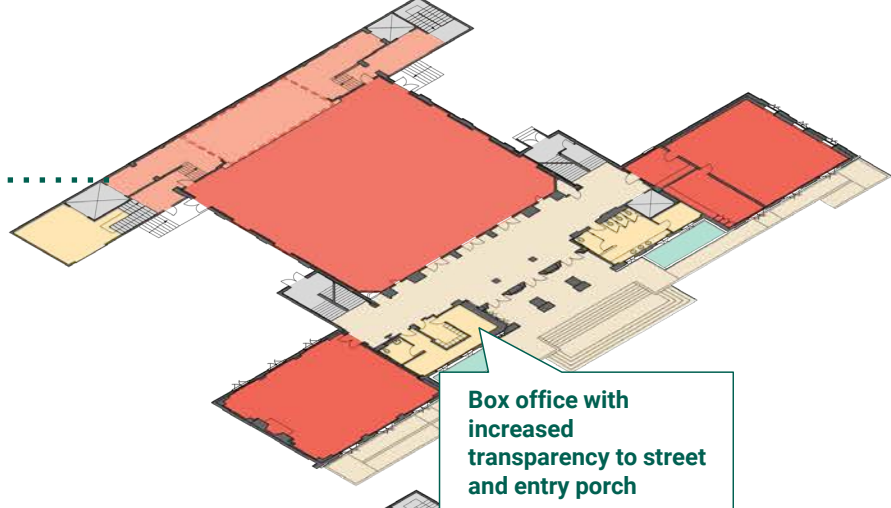 Box office with
increased
transparency to street
and entry porch